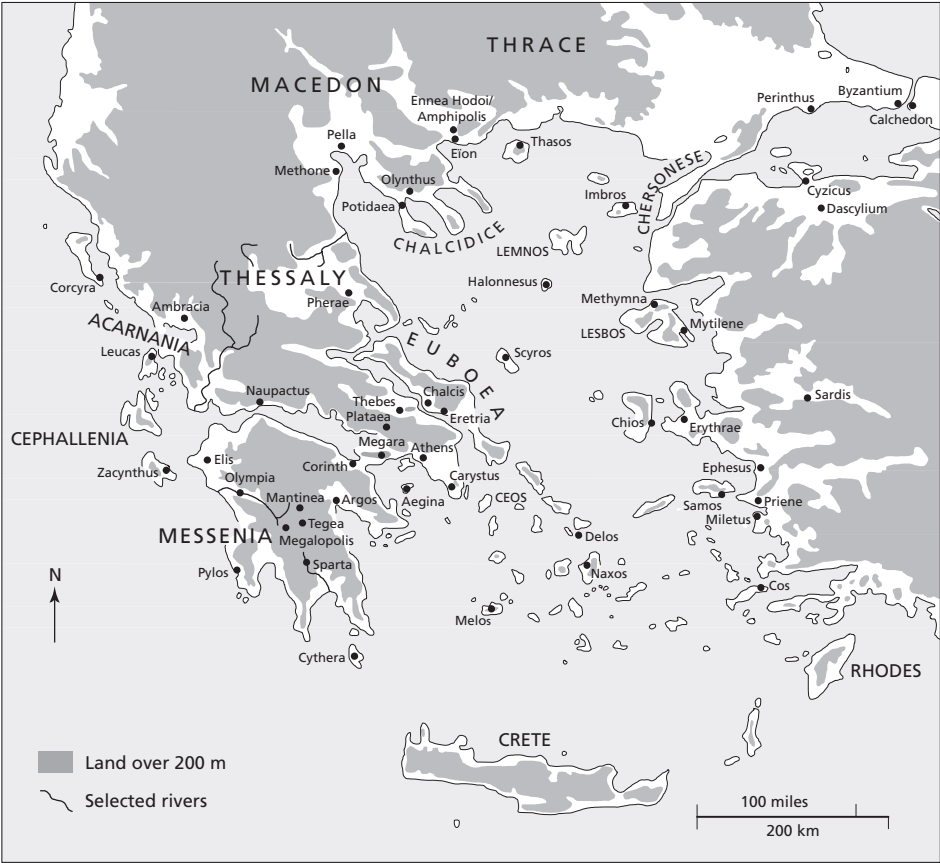 THRACE
MACEDON
Ennea Hodoi/
Amphipolis
Byzantium
Perinthus
Calchedon
Pella
Eïon
Thasos
Methone
Olynthus
Potidaea
CHALCIDICE
Imbros
CHERSONESE
Cyzicus
Dascylium
LEMNOS
Corcyra
THESSALY
Pherae
Halonnesus
Methymna
Ambracia
ACARNANIA
Leucas
LESBOS
Mytilene
EUBOEA
Scyros
Naupactus
Chalcis
Thebes
Plataea
Eretria
Sardis
CEPHALLENIA
Megara
Athens
Chios
Erythrae
Zacynthus
Elis
Corinth
Olympia
Carystus
Ephesus
Mantinea
Argos
Aegina
CEOS
Samos
Priene
Miletus
MESSENIA
Tegea
Megalopolis
Delos
Pylos
Sparta
Naxos
Cos
N
Melos
Cythera
RHODES
CRETE
Land over 200 m
Selected rivers
100 miles
200 km